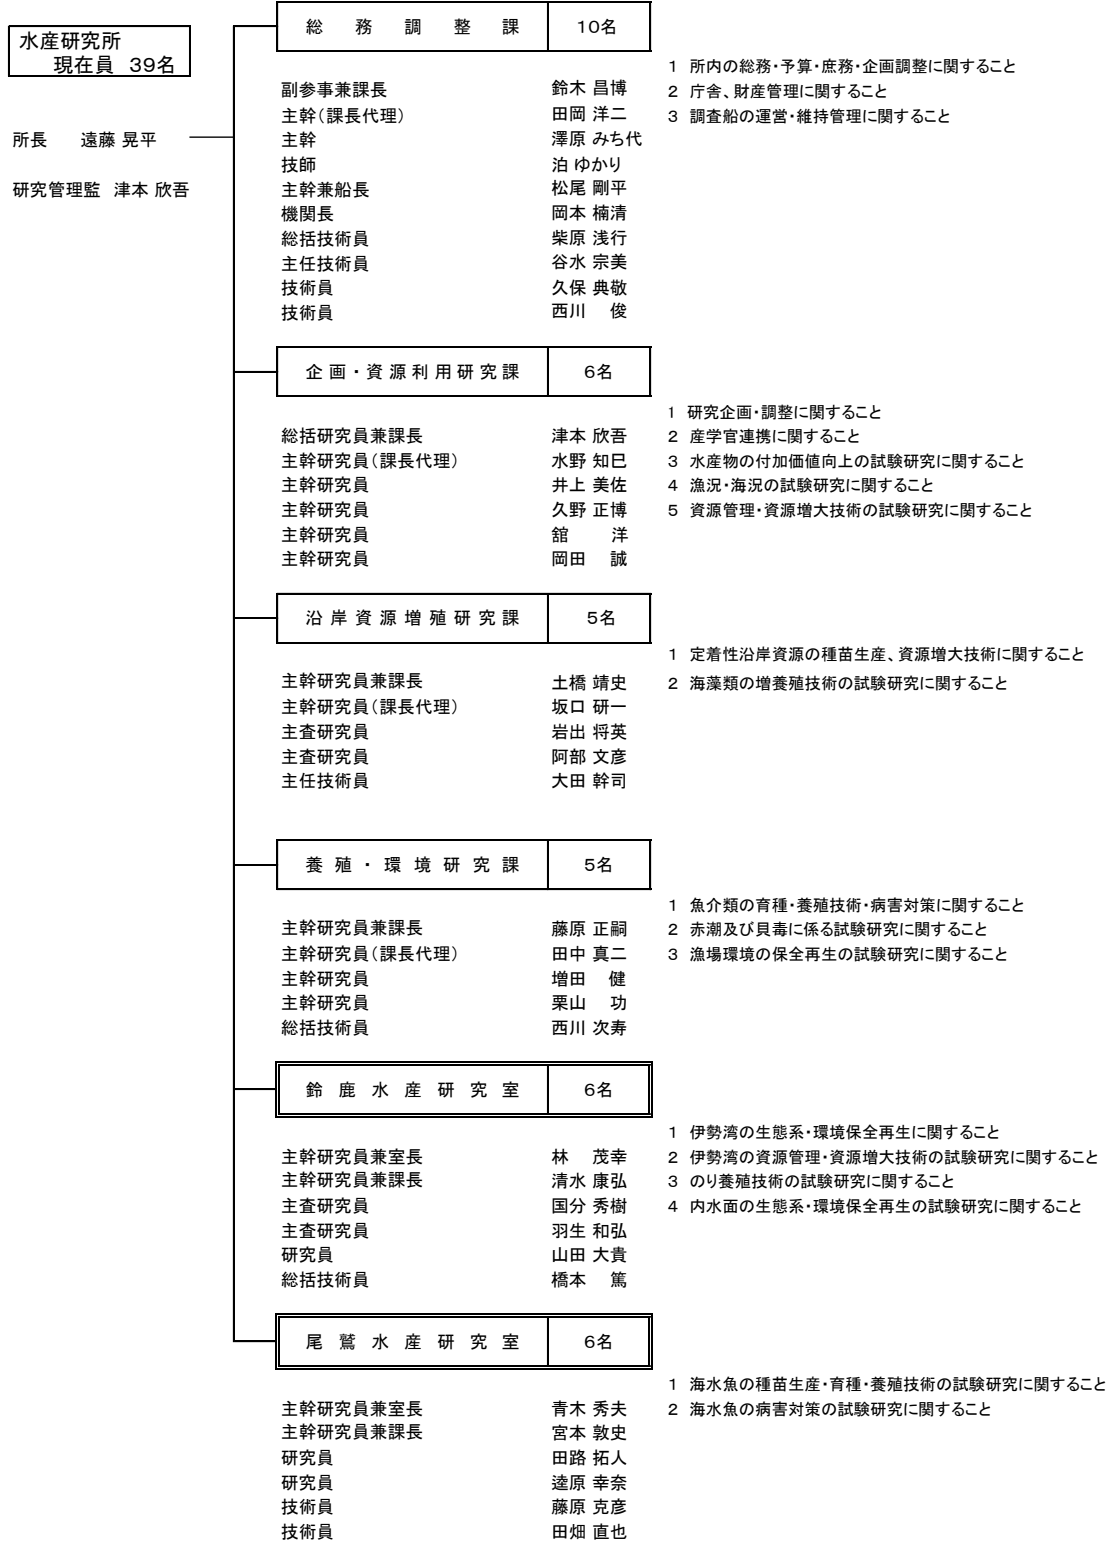 水産研究所
現在員 39名
所長 遠藤 晃平
研究管理監 津本 欣吾
総務調整課 10名
1 所内の総務・予算・庶務・企画調整に関すること
2 庁舎、財産管理に関すること
3 調査船の運営・維持管理に関すること
副参事兼課長 鈴木 昌博
主幹(課長代理) 田岡 洋二
主幹 澤原 みち代
技師 泊 ゆかり
主幹兼船長 松尾 剛平
機関長 岡本 楠清
総括技術員 柴原 浅行
主任技術員 谷水 宗美
技術員 久保 典敬
技術員 西川 俊
企画・資源利用研究課 6名
1 研究企画・調整に関すること
2 産学官連携に関すること
3 水産物の付加価値向上の試験研究に関すること
4 漁況・海況の試験研究に関すること
5 資源管理・資源増大技術の試験研究に関すること
総括研究員兼課長 津本 欣吾
主幹研究員(課長代理) 水野 知巳
主幹研究員 井上 美佐
主幹研究員 久野 正博
主幹研究員 舘 洋
主幹研究員 岡田 誠
沿岸資源増殖研究課 5名
1 定着性沿岸資源の種苗生産、資源増大技術に関すること
2 海藻類の増養殖技術の試験研究に関すること
主幹研究員兼課長 土橋 靖史
主幹研究員(課長代理) 坂口 研一
主査研究員 岩出 将英
主査研究員 阿部 文彦
主任技術員 大田 幹司
養殖・環境研究課 5名
1 魚介類の育種・養殖技術・病害対策に関すること
2 赤潮及び貝毒に係る試験研究に関すること
3 漁場環境の保全再生の試験研究に関すること
主幹研究員兼課長 藤原 正嗣
主幹研究員(課長代理) 田中 真二
主幹研究員 増田 健
主幹研究員 栗山 功
総括技術員 西川 次寿
鈴鹿水産研究室 6名
1 伊勢湾の生態系・環境保全再生に関すること
2 伊勢湾の資源管理・資源増大技術の試験研究に関すること
3 のり養殖技術の試験研究に関すること
4 内水面の生態系・環境保全再生の試験研究に関すること
主幹研究員兼室長 林 茂幸
主幹研究員兼課長 清水 康弘
主査研究員 国分 秀樹
主査研究員 羽生 和弘
研究員 山田 大貴
総括技術員 橋本 篤
尾鷲水産研究室 6名
1 海水魚の種苗生産・育種・養殖技術の試験研究に関すること
2 海水魚の病害対策の試験研究に関すること
主幹研究員兼室長 青木 秀夫
主幹研究員兼課長 宮本 敦史
研究員 田路 拓人
研究員 逵原 幸奈
技術員 藤原 克彦
技術員 田畑 直也